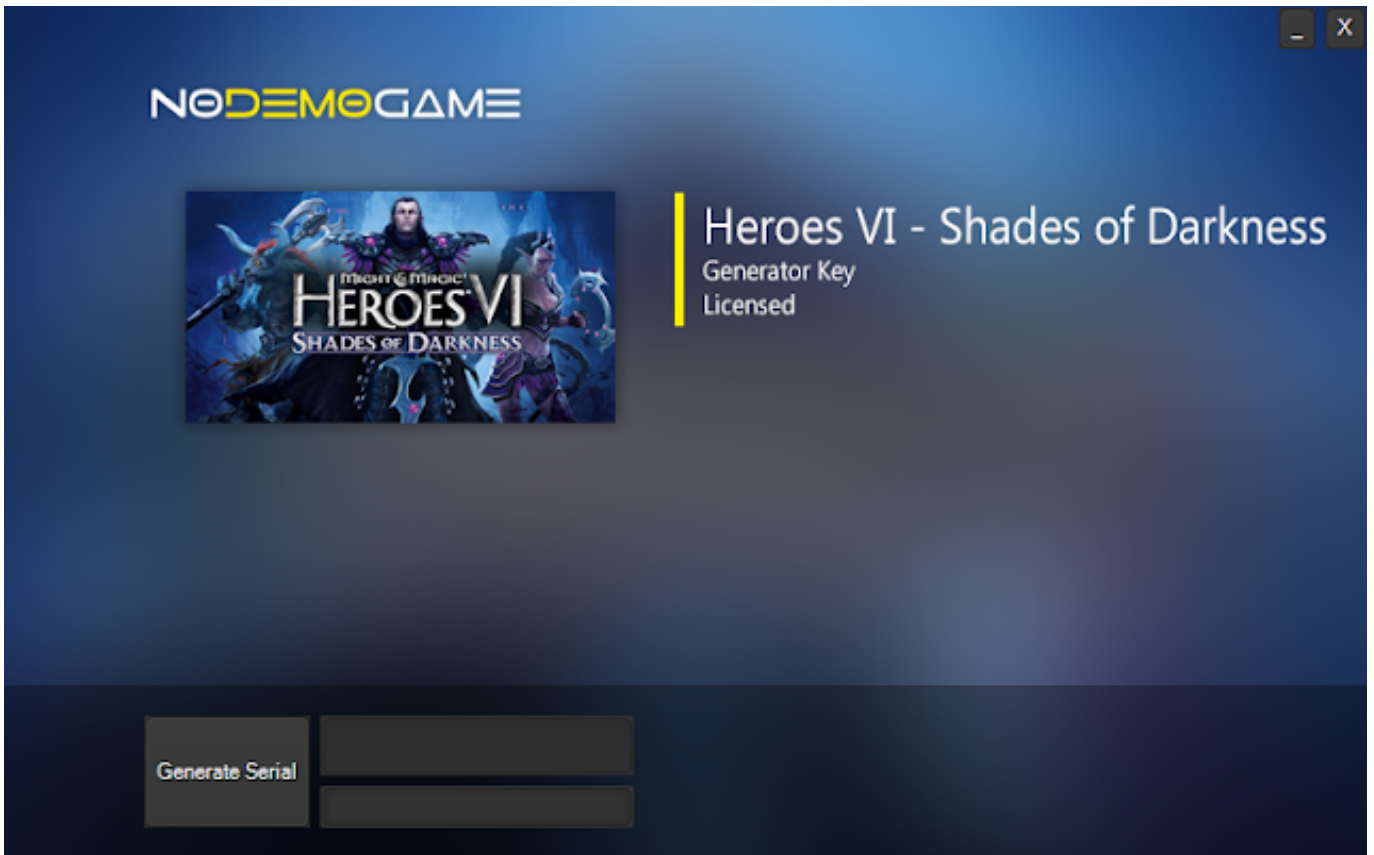 _ X
NODEMOGAME
MIGHT & MAGIC
HEROES VI
SHADES OF DARKNESS
Heroes VI - Shades of Darkness
Generator Key
Licensed
Generate Serial